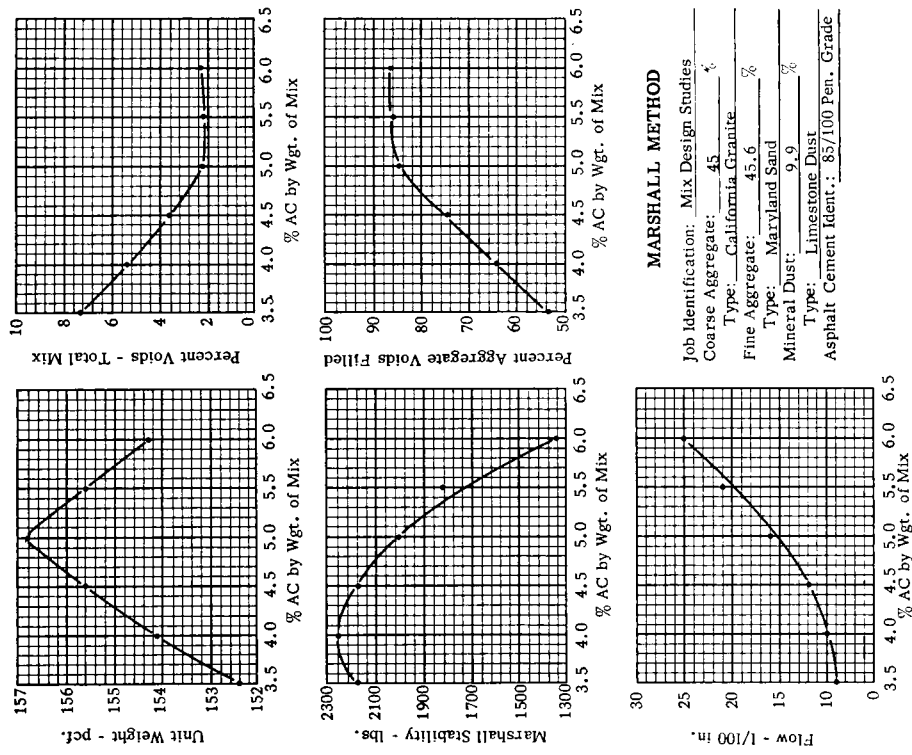 Unit Weight - pcf.
157
156
155
154
153
152
3.5 4.0 4.5 5.0 5.5 6.0 6.5
% AC by Wgt. of Mix
Percent Voids - Total Mix
10
8
6
4
2
0
3.5 4.0 4.5 5.0 5.5 6.0 6.5
% AC by Wgt. of Mix
Marshall Stability - lbs.
2300
2100
1900
1700
1500
1300
3.5 4.0 4.5 5.0 5.5 6.0 6.5
% AC by Wgt. of Mix
Percent Aggregate Voids Filled
100
90
80
70
60
50
3.5 4.0 4.5 5.0 5.5 6.0 6.5
% AC by Wgt. of Mix
Flow - 1/100 in.
30
25
20
15
10
5
0
3.5 4.0 4.5 5.0 5.5 6.0 6.5
% AC by Wgt. of Mix
MARSHALL METHOD
Job Identification: Mix Design Studies
Coarse Aggregate: 45 %
Type: California Granite
Fine Aggregate: 45.6 %
Type: Maryland Sand
Mineral Dust: 9.9 %
Type: Limestone Dust
Asphalt Cement Ident.: 85/100 Pen. Grade